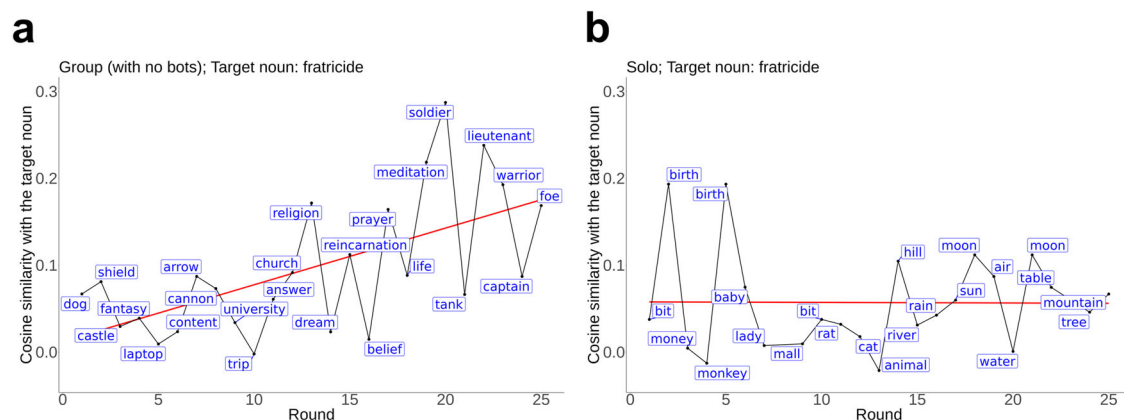 a
Group (with no bots); Target noun: fratricide
Cosine similarity with the target noun
0.3
0.2
0.1
0.0
dog
shield
castle
fantasy
laptop
arrow
content
cannon
university
trip
answer
church
religion
dream
reincarnation
belief
prayer
life
meditation
soldier
tank
lieutenant
warrior
captain
foe
0
5
10
15
20
25
Round
b
Solo; Target noun: fratricide
Cosine similarity with the target noun
0.3
0.2
0.1
0.0
bit
birth
money
monkey
birth
baby
lady
mall
bit
rat
cat
animal
hill
river
rain
sun
moon
air
water
moon
table
mountain
tree
0
5
10
15
20
25
Round